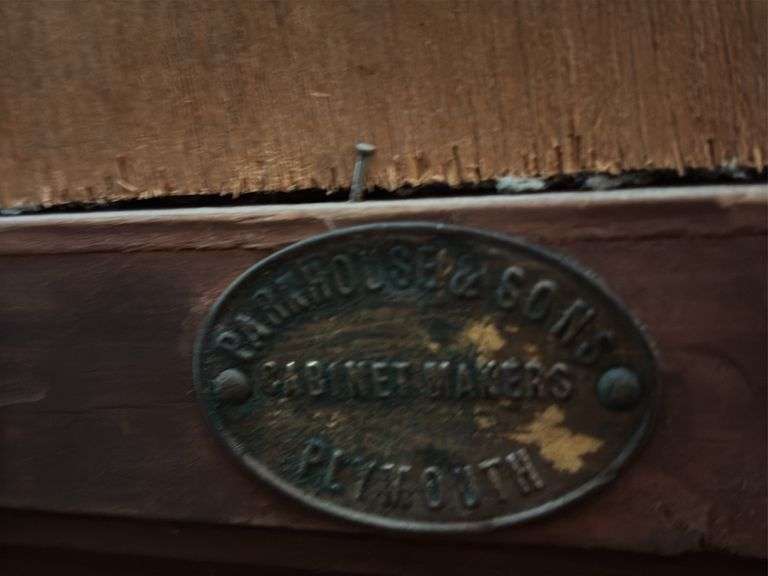 PARKHOUSE & SONS
CABINET MAKERS
PLYMOUTH